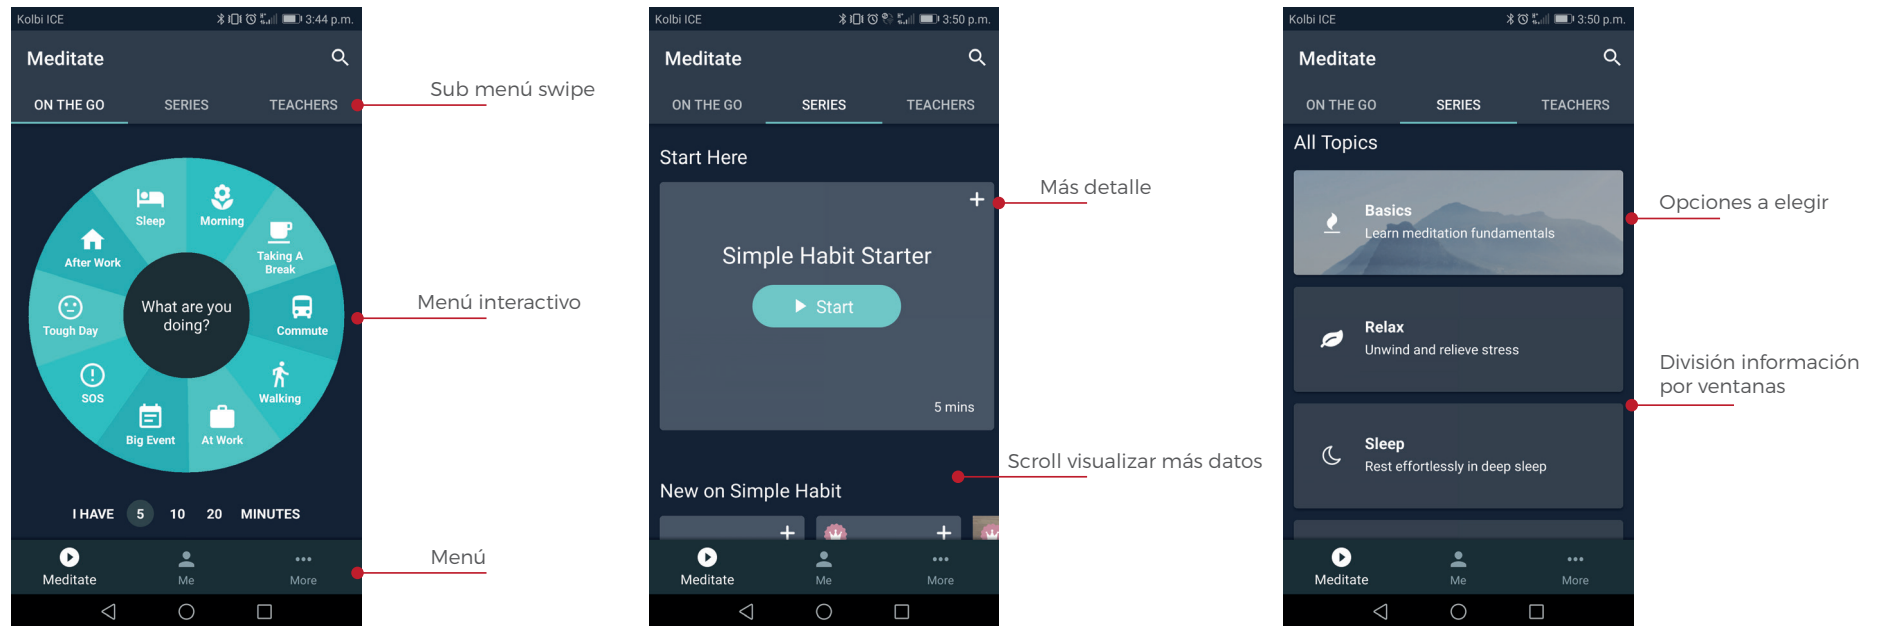 Kolbi ICE
3:44 p.m.
Meditate
ON THE GO
SERIES
TEACHERS
Sub menú swipe
Sleep
Morning
Taking A
Break
After Work
Commute
Tough Day
What are you
doing?
Menú interactivo
SOS
Walking
Big Event
At Work
I HAVE 5 10 20 MINUTES
Meditate
Me
More
Menú
Kolbi ICE
3:50 p.m.
Meditate
ON THE GO
SERIES
TEACHERS
Start Here
Más detalle
Simple Habit Starter
Start
5 mins
Scroll visualizar más datos
New on Simple Habit
Meditate
Me
More
Kolbi ICE
3:50 p.m.
Meditate
ON THE GO
SERIES
TEACHERS
All Topics
Basics
Learn meditation fundamentals
Opciones a elegir
Relax
Unwind and relieve stress
División información
por ventanas
Sleep
Rest effortlessly in deep sleep
Meditate
Me
More